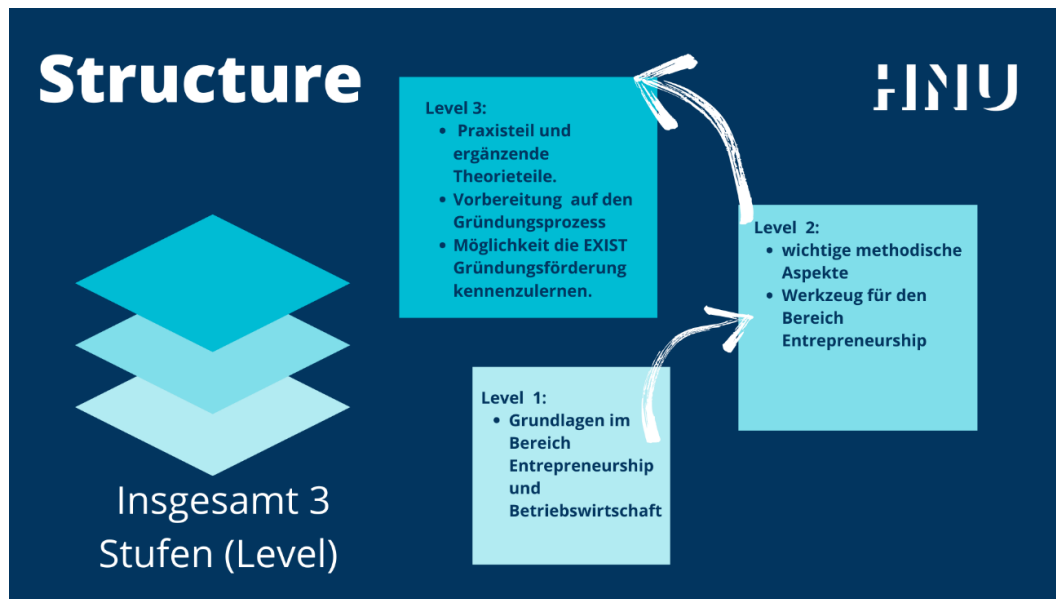 Structure
HNU
Level 3:
• Praxisteil und
ergänzende
Theorieteile.
• Vorbereitung auf den
Gründungsprozess
• Möglichkeit die EXIST
Gründungsförderung
kennenzulernen.
Level 2:
• wichtige methodische
Aspekte
• Werkzeug für den
Bereich
Entrepreneurship
Level 1:
• Grundlagen im
Bereich
Entrepreneurship
und
Betriebswirtschaft
Insgesamt 3
Stufen (Level)